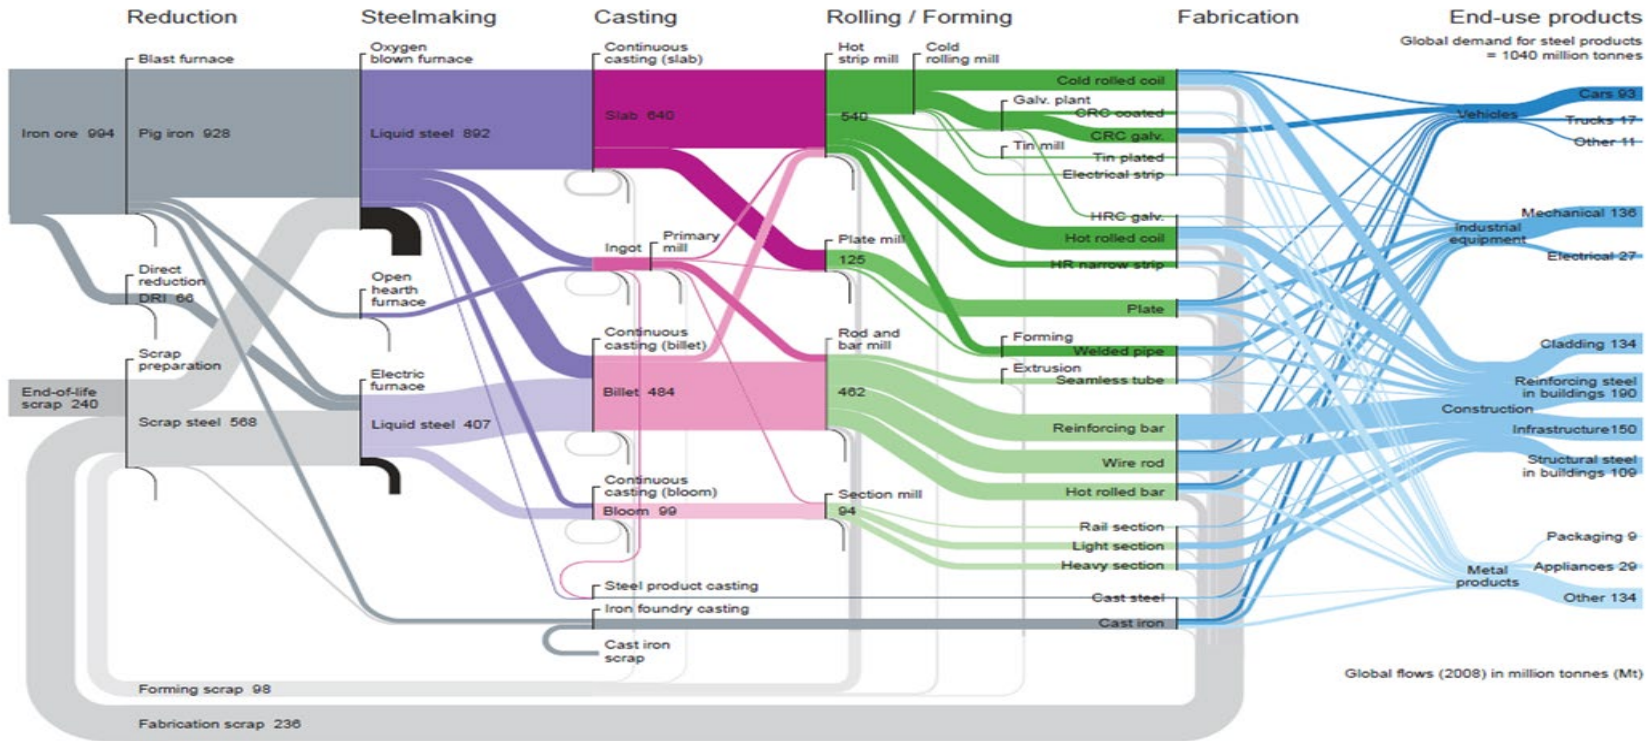 Reduction
Steelmaking
Casting
Rolling / Forming
Fabrication
End-use products
Global demand for steel products
= 1040 million tonnes
Blast furnace
Oxygen
blown furnace
Continuous
casting (slab)
Hot
strip mill
Cold
rolling mill
Iron ore 994
Pig iron 928
Liquid steel 892
Slab 640
540
Galv. plant
Tin mill
Cold rolled coil
CRC coated
CRC galv.
Tin plated
Electrical strip
HRC galv.
Hot rolled coil
HR narrow strip
Vehicles
Cars 93
Trucks 17
Other 11
Direct
reduction
DRI 66
Open
hearth
furnace
Ingot
Primary
mill
Plate mill
125
Plate
Industrial
equipment
Mechanical 136
Electrical 27
Scrap
preparation
End-of-life
scrap 240
Scrap steel 568
Electric
furnace
Liquid steel 407
Continuous
casting (billet)
Billet 484
Rod and
bar mill
462
Forming
Welded pipe
Extrusion
Seamless tube
Reinforcing bar
Wire rod
Hot rolled bar
Construction
Cladding 134
Reinforcing steel
in buildings 190
Infrastructure150
Structural steel
in buildings 109
Continuous
casting (bloom)
Bloom 99
Section mill
94
Rail section
Light section
Heavy section
Steel product casting
Cast steel
Iron foundry casting
Cast iron
Cast iron
scrap
Metal
products
Packaging 9
Appliances 29
Other 134
Forming scrap 98
Fabrication scrap 236
Global flows (2008) in million tonnes (Mt)